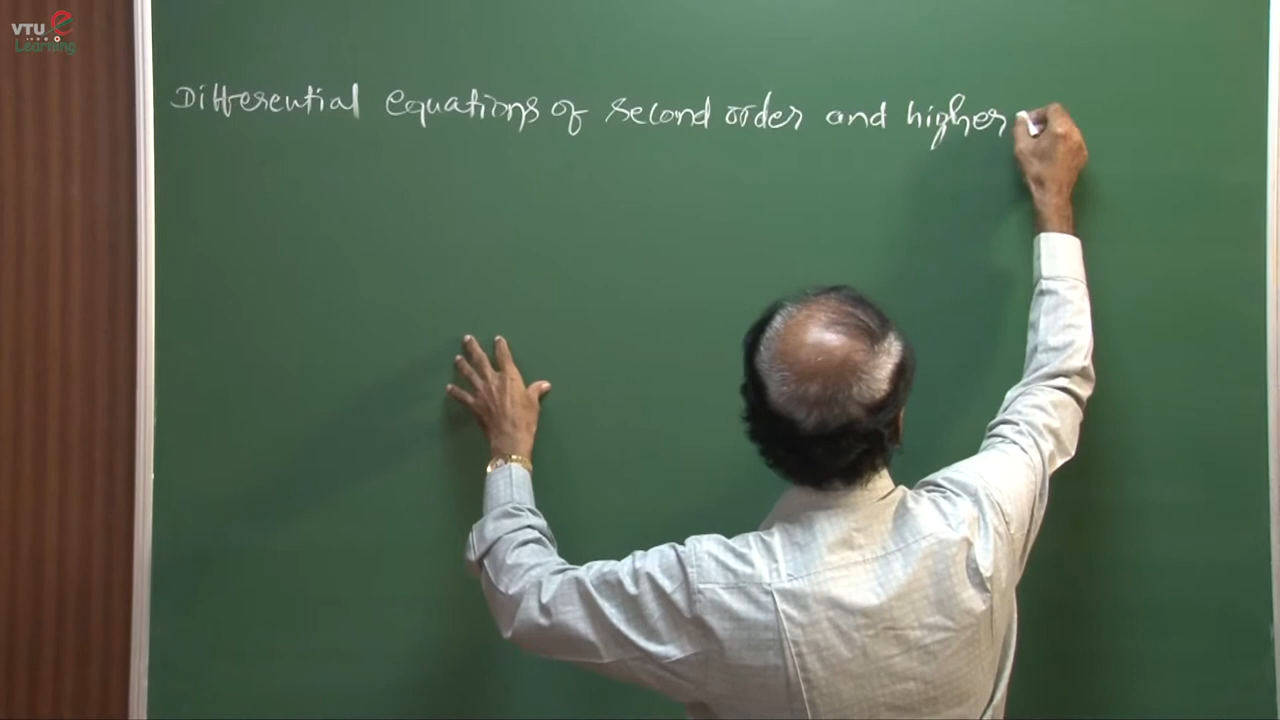 VTU e
Learning
Differential equations of second order and higher